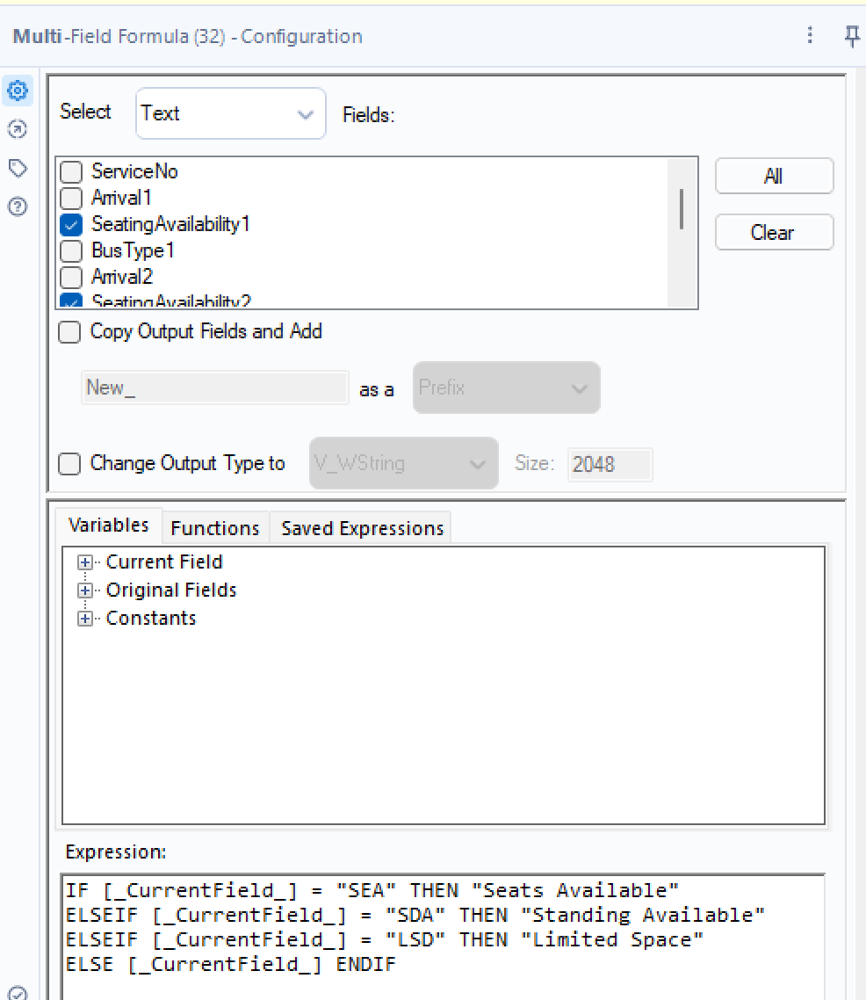 Multi-Field Formula (32) - Configuration
Select Text Fields:
ServiceNo
Arrival1
SeatingAvailability1
BusType1
Arrival2
SeatingAvailability2
All
Clear
Copy Output Fields and Add
New_ as a Prefix
Change Output Type to V_WString Size: 2048
Variables Functions Saved Expressions
Current Field
Original Fields
Constants
Expression:
IF [_CurrentField_] = "SEA" THEN "Seats Available"
ELSEIF [_CurrentField_] = "SDA" THEN "Standing Available"
ELSEIF [_CurrentField_] = "LSD" THEN "Limited Space"
ELSE [_CurrentField_] ENDIF